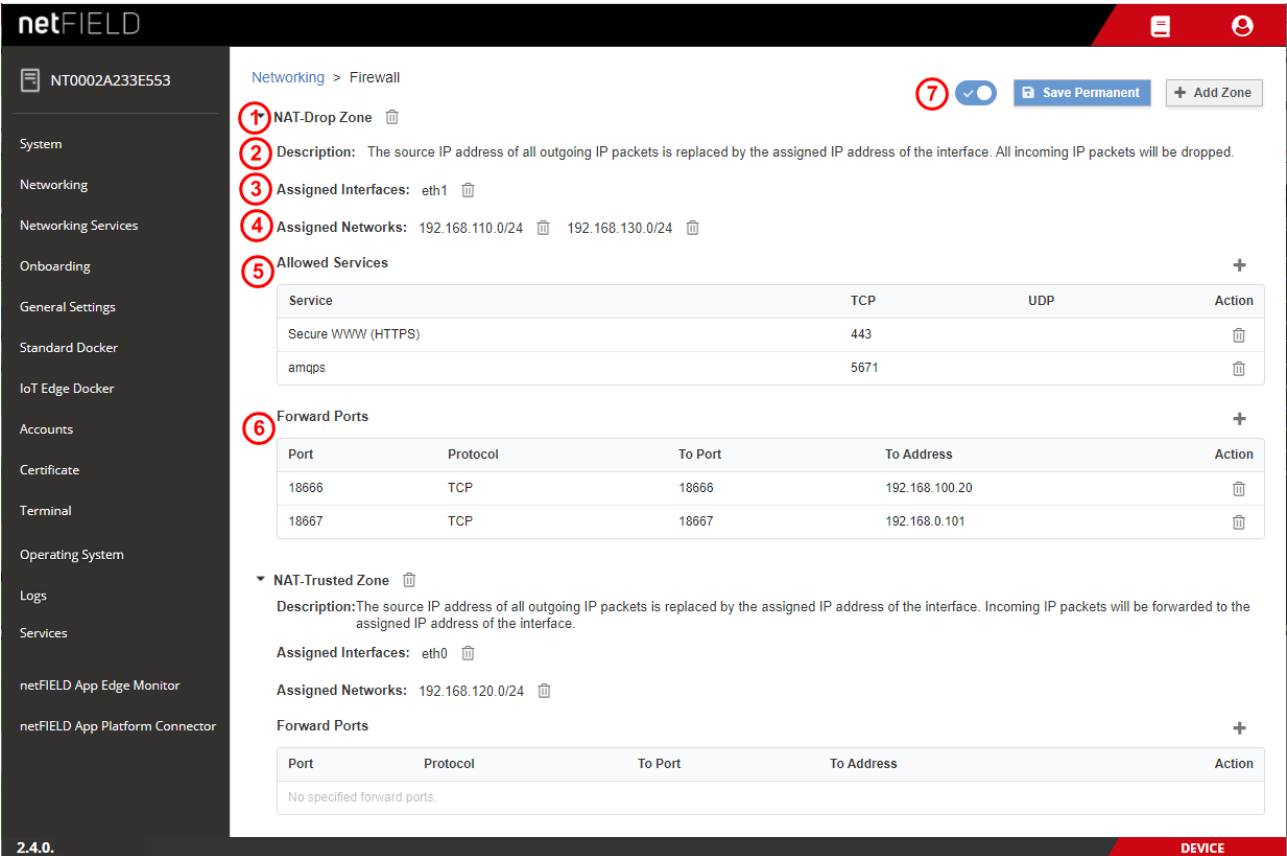 netFIELD
NT0002A233E553
System
Networking
Networking Services
Onboarding
General Settings
Standard Docker
IoT Edge Docker
Accounts
Certificate
Terminal
Operating System
Logs
Services
netFIELD App Edge Monitor
netFIELD App Platform Connector
Networking > Firewall
7 Save Permanent + Add Zone
1 NAT-Drop Zone
2 Description: The source IP address of all outgoing IP packets is replaced by the assigned IP address of the interface. All incoming IP packets will be dropped.
3 Assigned Interfaces: eth1
4 Assigned Networks: 192.168.110.0/24 192.168.130.0/24
5 Allowed Services +
Service TCP UDP Action
Secure WWW (HTTPS) 443
amqps 5671
6 Forward Ports +
Port Protocol To Port To Address Action
18666 TCP 18666 192.168.100.20
18667 TCP 18667 192.168.0.101
NAT-Trusted Zone
Description:The source IP address of all outgoing IP packets is replaced by the assigned IP address of the interface. Incoming IP packets will be forwarded to the
assigned IP address of the interface.
Assigned Interfaces: eth0
Assigned Networks: 192.168.120.0/24
Forward Ports +
Port Protocol To Port To Address Action
No specified forward ports.
2.4.0. DEVICE